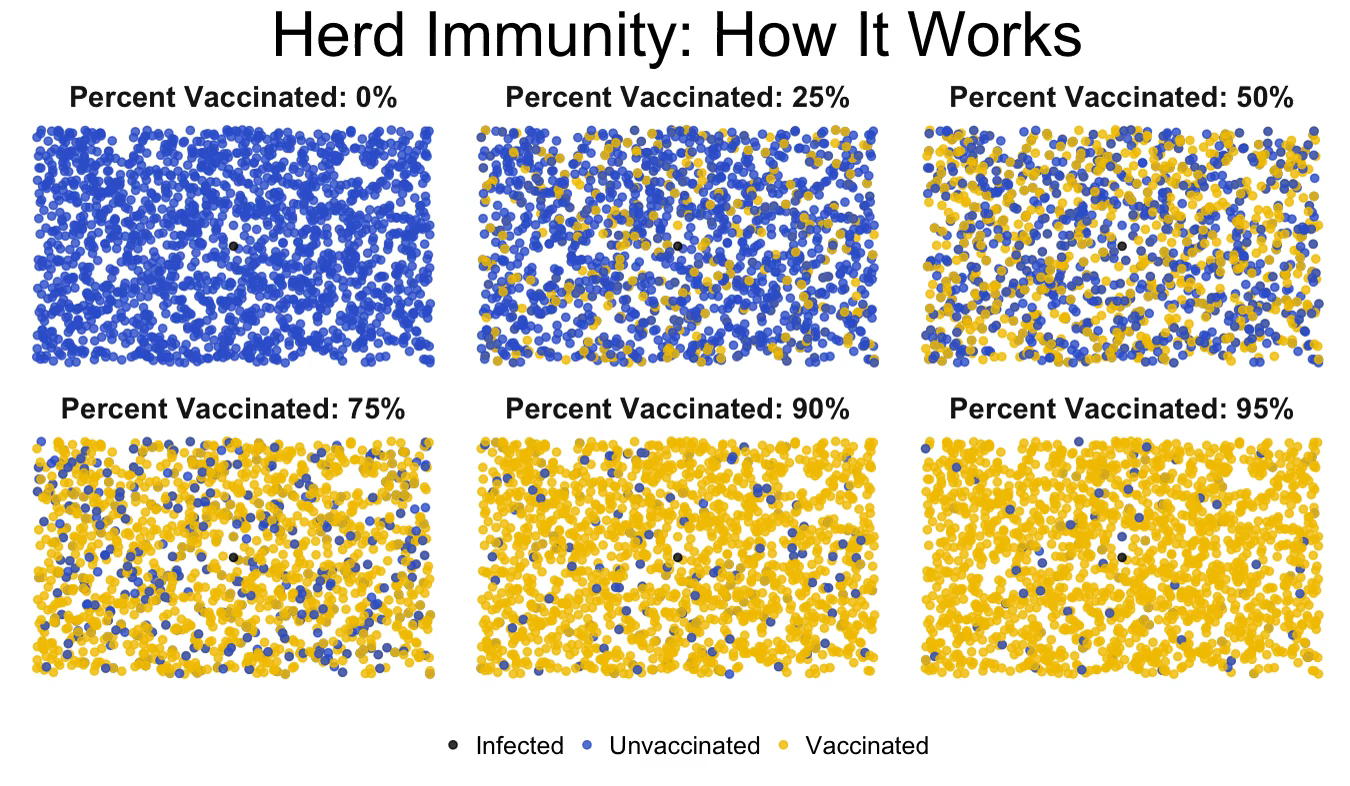 Herd Immunity: How It Works
Percent Vaccinated: 0%
Percent Vaccinated: 25%
Percent Vaccinated: 50%
Percent Vaccinated: 75%
Percent Vaccinated: 90%
Percent Vaccinated: 95%
Infected
Unvaccinated
Vaccinated